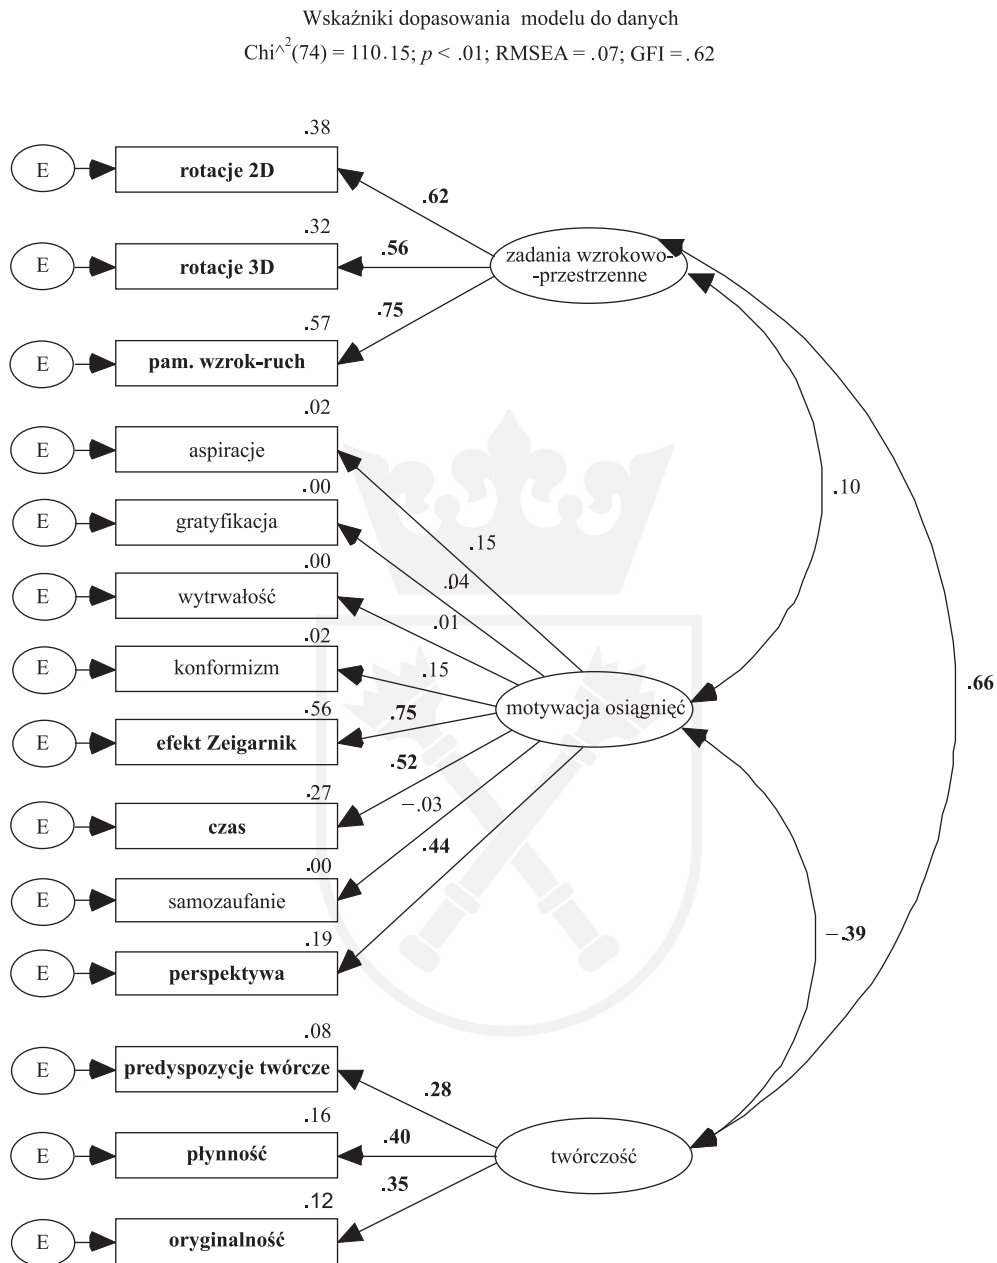 Wskaźniki dopasowania modelu do danych
Chi^2(74) = 110.15; p < .01; RMSEA = .07; GFI = .62
.38
E
rotacje 2D
.62
.32
E
rotacje 3D
.56
zadania wzrokowo-
-przestrzenne
.57
.75
E
pam. wzrok-ruch
.02
E
aspiracje
.00
.10
E
gratyfikacja
.15
.00
.04
E
wytrwałość
.01
.02
E
konformizm
.15
.66
.56
.75
motywacja osiągnięć
E
efekt Zeigarnik
.52
.27
−.03
E
czas
.44
.00
E
samozaufanie
.19
−.39
E
perspektywa
.08
E
predyspozycje twórcze
.28
.16
.40
E
płynność
twórczość
.35
.12
E
oryginalność